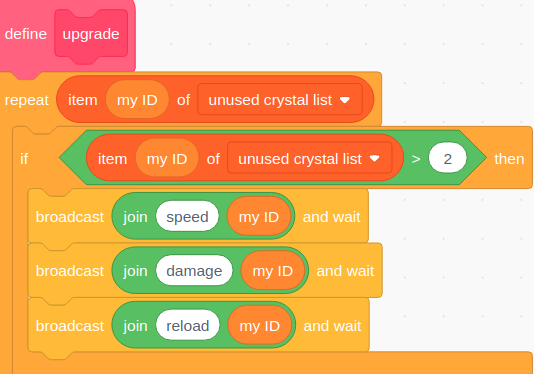 define upgrade
repeat item my ID of unused crystal list
if item my ID of unused crystal list > 2 then
broadcast join speed my ID and wait
broadcast join damage my ID and wait
broadcast join reload my ID and wait